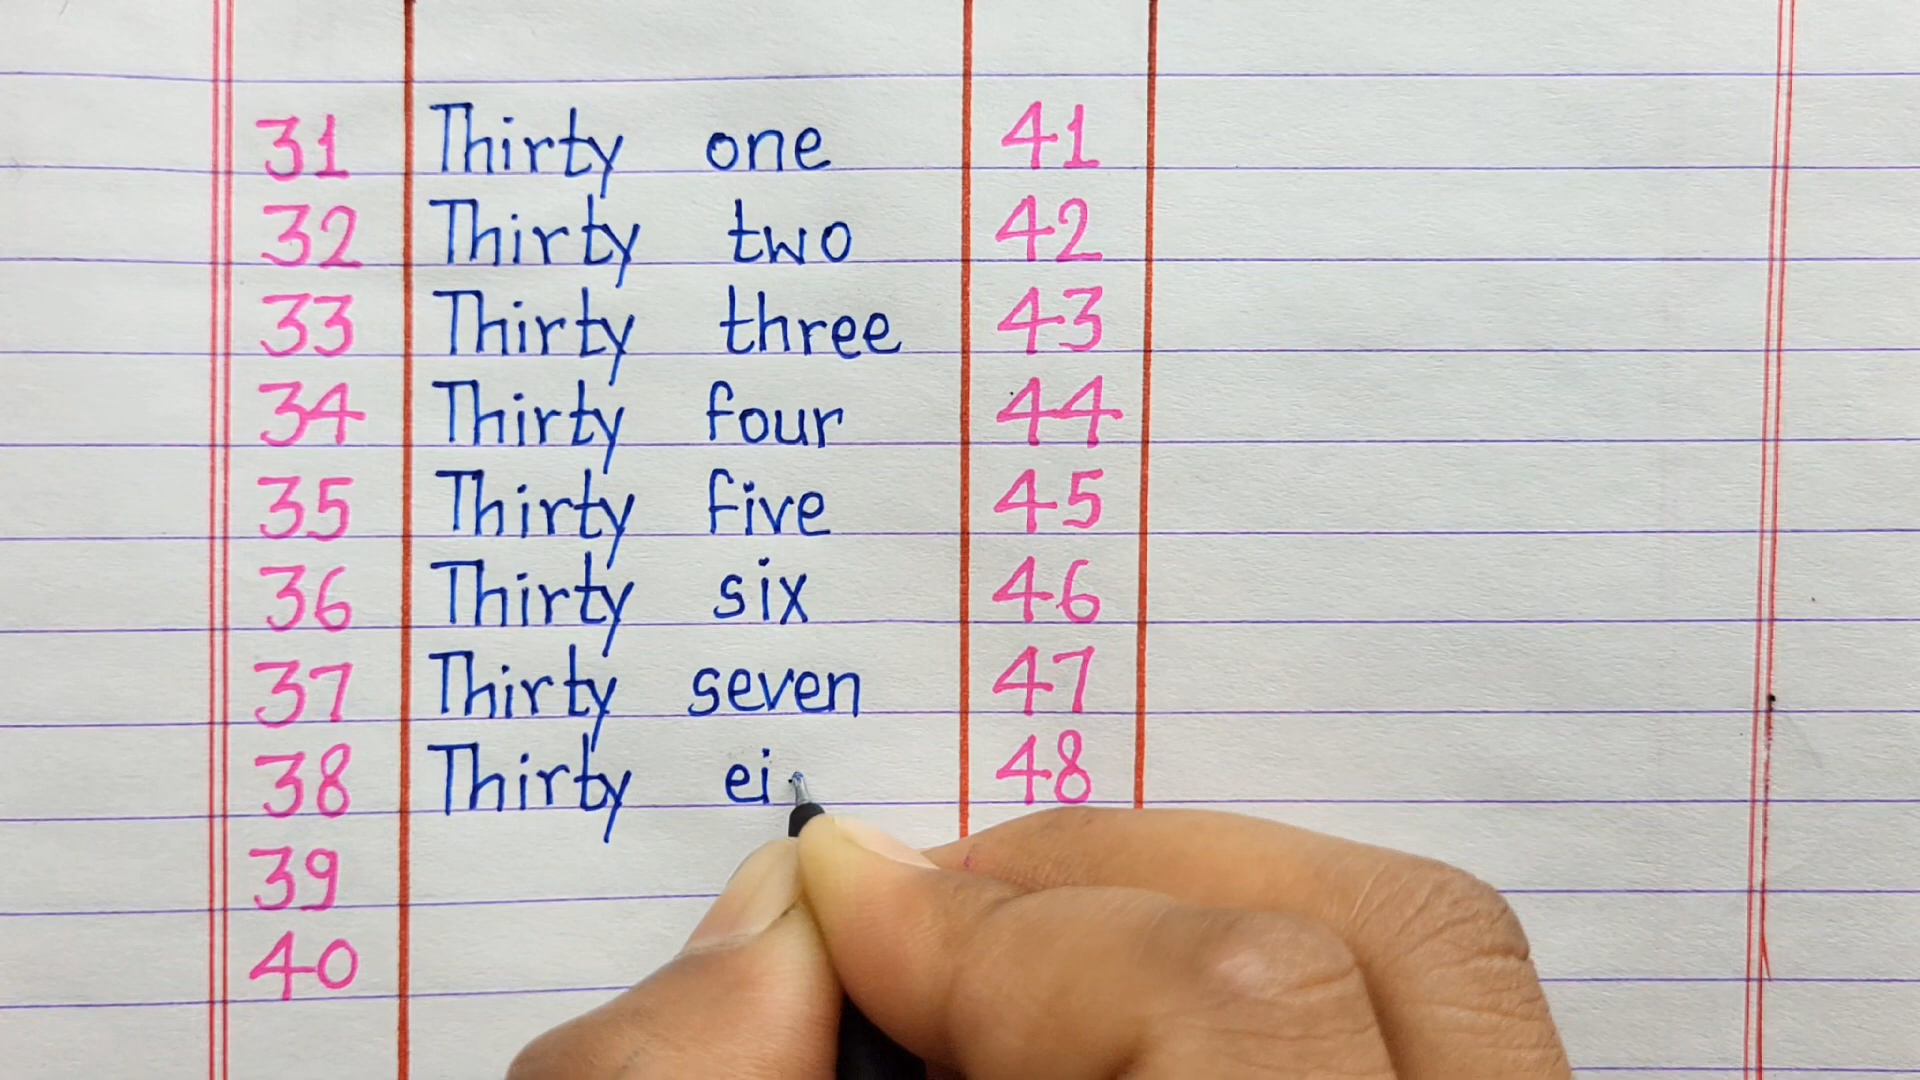 31 Thirty one 41
32 Thirty two 42
33 Thirty three 43
34 Thirty four 44
35 Thirty five 45
36 Thirty six 46
37 Thirty seven 47
38 Thirty ei 48
39
40